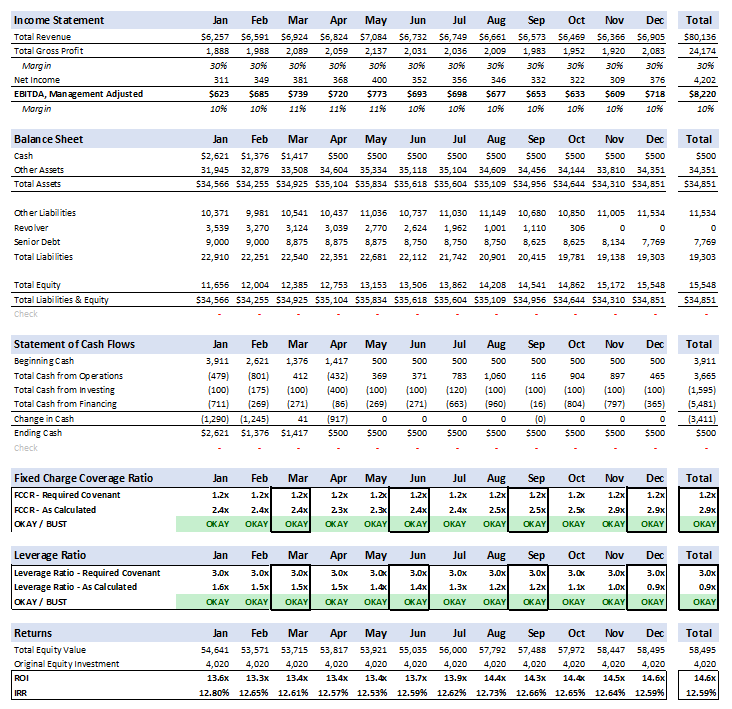 Income Statement Jan Feb Mar Apr May Jun Jul Aug Sep Oct Nov Dec Total
Total Revenue $6,257 $6,591 $6,924 $6,824 $7,084 $6,732 $6,749 $6,661 $6,573 $6,469 $6,366 $6,905 $80,136
Total Gross Profit 1,888 1,988 2,089 2,059 2,137 2,031 2,036 2,009 1,983 1,952 1,920 2,083 24,174
Margin 30% 30% 30% 30% 30% 30% 30% 30% 30% 30% 30% 30% 30%
Net Income 311 349 381 368 400 352 356 346 332 322 309 376 4,202
EBITDA, Management Adjusted $623 $685 $739 $720 $773 $693 $698 $677 $653 $633 $609 $718 $8,220
Margin 10% 10% 11% 11% 11% 10% 10% 10% 10% 10% 10% 10% 10%
Balance Sheet Jan Feb Mar Apr May Jun Jul Aug Sep Oct Nov Dec Total
Cash $2,621 $1,376 $1,417 $500 $500 $500 $500 $500 $500 $500 $500 $500 $500
Other Assets 31,945 32,879 33,508 34,604 35,334 35,118 35,104 34,609 34,456 34,144 33,810 34,351 34,351
Total Assets $34,566 $34,255 $34,925 $35,104 $35,834 $35,618 $35,604 $35,109 $34,956 $34,644 $34,310 $34,851 $34,851
Other Liabilities 10,371 9,981 10,541 10,437 11,036 10,737 11,030 11,149 10,680 10,850 11,005 11,534 11,534
Revolver 3,539 3,270 3,124 3,039 2,770 2,624 1,962 1,001 1,110 306 0 0 0
Senior Debt 9,000 9,000 8,875 8,875 8,875 8,750 8,750 8,750 8,625 8,625 8,134 7,769 7,769
Total Liabilities 22,910 22,251 22,540 22,351 22,681 22,112 21,742 20,901 20,415 19,781 19,138 19,303 19,303
Total Equity 11,656 12,004 12,385 12,753 13,153 13,506 13,862 14,208 14,541 14,862 15,172 15,548 15,548
Total Liabilities & Equity $34,566 $34,255 $34,925 $35,104 $35,834 $35,618 $35,604 $35,109 $34,956 $34,644 $34,310 $34,851 $34,851
Check - - - - - - - - - - - - -
Statement of Cash Flows Jan Feb Mar Apr May Jun Jul Aug Sep Oct Nov Dec Total
Beginning Cash 3,911 2,621 1,376 1,417 500 500 500 500 500 500 500 500 3,911
Total Cash from Operations (479) (801) 412 (432) 369 371 783 1,060 116 904 897 465 3,665
Total Cash from Investing (100) (175) (100) (400) (100) (100) (120) (100) (100) (100) (100) (100) (1,595)
Total Cash from Financing (711) (269) (271) (86) (269) (271) (663) (960) (16) (804) (797) (365) (5,481)
Change in Cash (1,290) (1,245) 41 (917) 0 0 0 0 (0) 0 0 0 (3,411)
Ending Cash $2,621 $1,376 $1,417 $500 $500 $500 $500 $500 $500 $500 $500 $500 $500
Check - - - - - - - - - - - - -
Fixed Charge Coverage Ratio Jan Feb Mar Apr May Jun Jul Aug Sep Oct Nov Dec Total
FCCR - Required Covenant 1.2x 1.2x 1.2x 1.2x 1.2x 1.2x 1.2x 1.2x 1.2x 1.2x 1.2x 1.2x 1.2x
FCCR - As Calculated 2.4x 2.4x 2.4x 2.3x 2.3x 2.4x 2.4x 2.5x 2.5x 2.5x 2.9x 2.9x 2.9x
OKAY / BUST OKAY OKAY OKAY OKAY OKAY OKAY OKAY OKAY OKAY OKAY OKAY OKAY OKAY
Leverage Ratio Jan Feb Mar Apr May Jun Jul Aug Sep Oct Nov Dec Total
Leverage Ratio - Required Covenant 3.0x 3.0x 3.0x 3.0x 3.0x 3.0x 3.0x 3.0x 3.0x 3.0x 3.0x 3.0x 3.0x
Leverage Ratio - As Calculated 1.6x 1.5x 1.5x 1.5x 1.4x 1.4x 1.3x 1.2x 1.2x 1.1x 1.0x 0.9x 0.9x
OKAY / BUST OKAY OKAY OKAY OKAY OKAY OKAY OKAY OKAY OKAY OKAY OKAY OKAY OKAY
Returns Jan Feb Mar Apr May Jun Jul Aug Sep Oct Nov Dec Total
Total Equity Value 54,641 53,571 53,715 53,817 53,921 55,035 56,000 57,792 57,488 57,972 58,447 58,495 58,495
Original Equity Investment 4,020 4,020 4,020 4,020 4,020 4,020 4,020 4,020 4,020 4,020 4,020 4,020 4,020
ROI 13.6x 13.3x 13.4x 13.4x 13.4x 13.7x 13.9x 14.4x 14.3x 14.4x 14.5x 14.6x 14.6x
IRR 12.80% 12.65% 12.61% 12.57% 12.53% 12.59% 12.62% 12.73% 12.66% 12.65% 12.64% 12.59% 12.59%